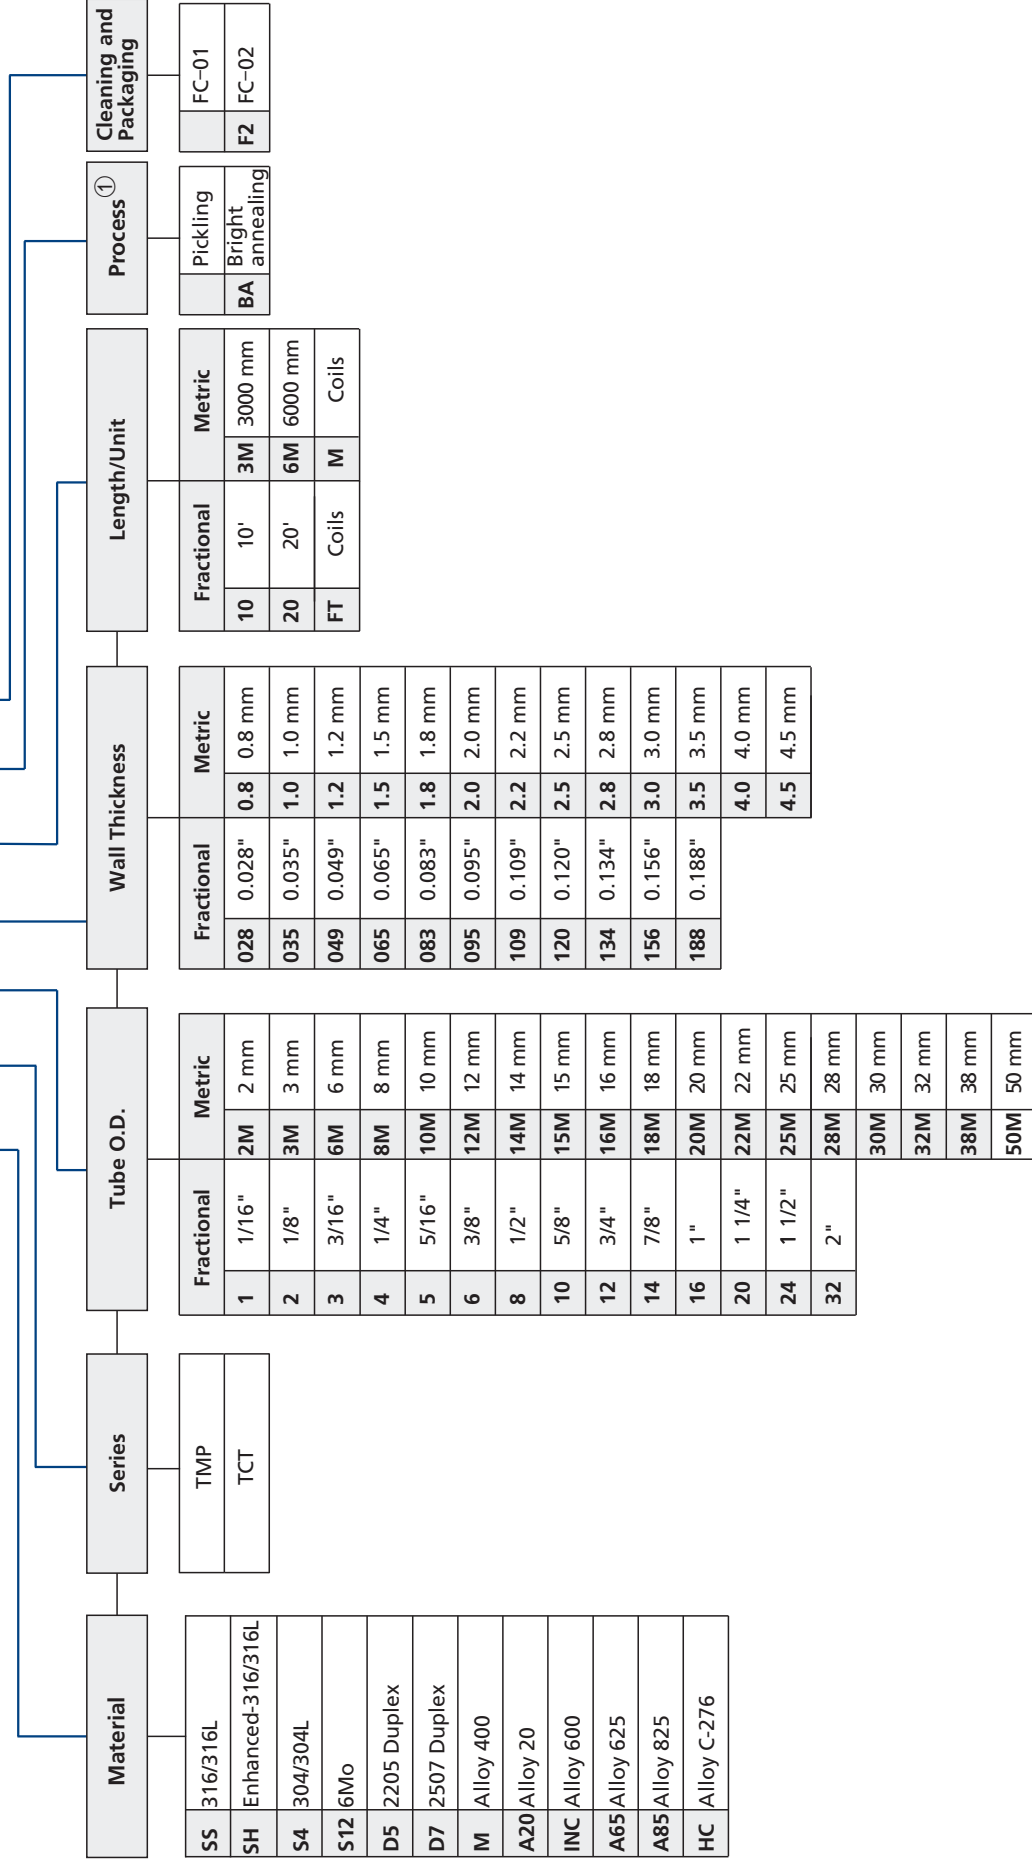 Material
SS 316/316L
SH Enhanced-316/316L
S4 304/304L
S12 6Mo
D5 2205 Duplex
D7 2507 Duplex
M Alloy 400
A20 Alloy 20
INC Alloy 600
A65 Alloy 625
A85 Alloy 825
HC Alloy C-276
Series
TMP
TCT
Tube O.D.
Fractional Metric
1 1/16" 2M 2 mm
2 1/8" 3M 3 mm
3 3/16" 6M 6 mm
4 1/4" 8M 8 mm
5 5/16" 10M 10 mm
6 3/8" 12M 12 mm
8 1/2" 14M 14 mm
10 5/8" 15M 15 mm
12 3/4" 16M 16 mm
14 7/8" 18M 18 mm
16 1" 20M 20 mm
20 1 1/4" 22M 22 mm
24 1 1/2" 25M 25 mm
32 2" 28M 28 mm
30M 30 mm
32M 32 mm
38M 38 mm
50M 50 mm
Wall Thickness
Fractional Metric
028 0.028" 0.8 0.8 mm
035 0.035" 1.0 1.0 mm
049 0.049" 1.2 1.2 mm
065 0.065" 1.5 1.5 mm
083 0.083" 1.8 1.8 mm
095 0.095" 2.0 2.0 mm
109 0.109" 2.2 2.2 mm
120 0.120" 2.5 2.5 mm
134 0.134" 2.8 2.8 mm
156 0.156" 3.0 3.0 mm
188 0.188" 3.5 3.5 mm
4.0 4.0 mm
4.5 4.5 mm
Length/Unit
Fractional Metric
10 10' 3M 3000 mm
20 20' 6M 6000 mm
FT Coils M Coils
Process ①
Pickling
BA Bright
annealing
Cleaning and
Packaging
FC-01
F2 FC-02